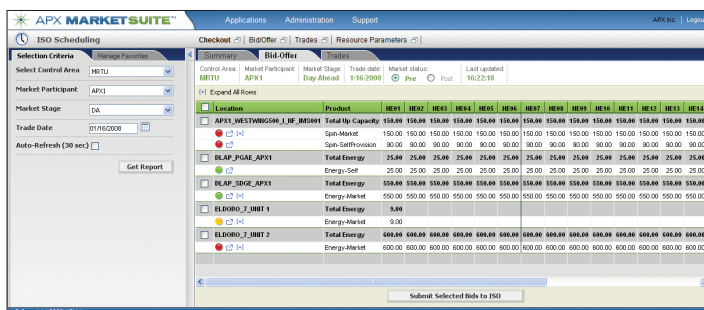 APX MARKETSUITE™ Applications Administration Support APX Inc Logou
ISO Scheduling Checkout Bid/Offer Trades Resource Parameters
Selection Criteria Manage Favorites Summary Bid-Offer Trades
Select Control Area MRTU
Market Participant APX1
Market Stage DA
Trade Date 01/16/2008
Auto-Refresh (30 sec)
Get Report
Control Area: Market Participant: Market Stage: Trade date: Market status: Last updated:
MRTU APX1 Day-Ahead 1/16/2008 Pre Post 16:22:18
[+] Expand All Rows
Location Product HE01 HE02 HE03 HE04 HE05 HE06 HE07 HE08 HE09 HE10 HE11 HE12 HE13 HE14
APX1_WESTWING500_I_NF_IMS001 Total Up Capacity 150.00 150.00 150.00 150.00 150.00 150.00 150.00 150.00 150.00 150.00 150.00 150.00 150.00 150.0
[+] Spin-Market 150.00 150.00 150.00 150.00 150.00 150.00 150.00 150.00 150.00 150.00 150.00 150.00 150.00 150.0
Spin-SelfProvision 90.00 90.00 90.00 90.00 90.00 90.00 90.00 90.00 90.00 90.00 90.00 90.00 90.00 90.0
DLAP_PGAE_APX1 Total Energy 25.00 25.00 25.00 25.00 25.00 25.00 25.00 25.00 25.00 25.00 25.00 25.00 25.00 25.0
Energy-Self 25.00 25.00 25.00 25.00 25.00 25.00 25.00 25.00 25.00 25.00 25.00 25.00 25.00 25.0
DLAP_SDGE_APX1 Total Energy 550.00 550.00 550.00 550.00 550.00 550.00 550.00 550.00 550.00 550.00 550.00 550.00 550.00 550.0
[+] Energy-Market 550.00 550.00 550.00 550.00 550.00 550.00 550.00 550.00 550.00 550.00 550.00 550.00 550.00 550.0
ELDORO_7_UNIT 1 Total Energy 9.00
[+] Energy-Market 9.00
ELDORO_7_UNIT 2 Total Energy 600.00 600.00 600.00 600.00 600.00 600.00 600.00 600.00 600.00 600.00 600.00 600.00 600.00 600.0
[+] Energy-Market 600.00 600.00 600.00 600.00 600.00 600.00 600.00 600.00 600.00 600.00 600.00 600.00 600.00 600.0
Submit Selected Bids to ISO